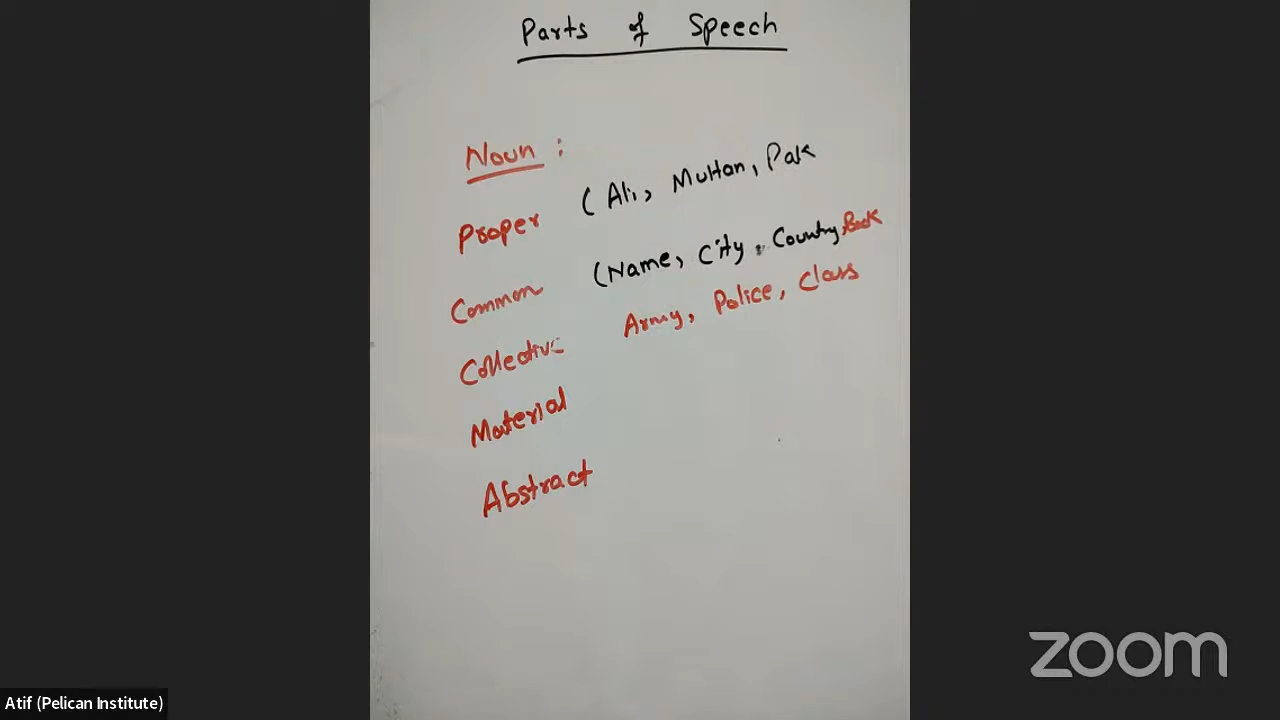 Parts of Speech
Noun :
Proper (Ali, Multan, Pak
Common (Name, City, Country, Book
Collective Army, Police, Class
Material
Abstract
zoom
Atif (Pelican Institute)